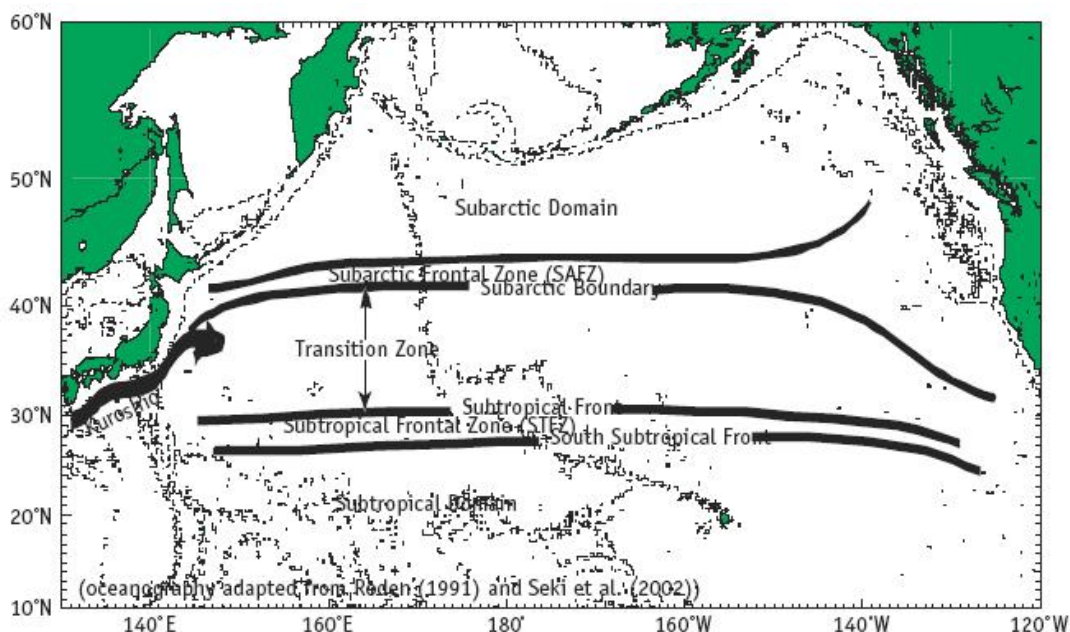 60°N
50°N
Subarctic Domain
Subarctic Frontal Zone (SAFZ)
Subarctic Boundary
40°N
Transition Zone
Kuroshio
Subtropical Front
30°N
Subtropical Frontal Zone (STFZ)
South Subtropical Front
Subtropical Domain
20°N
(oceanography adapted from Roden (1991) and Seki et al. (2002))
10°N
140°E 160°E 180° 160°W 140°W 120°W